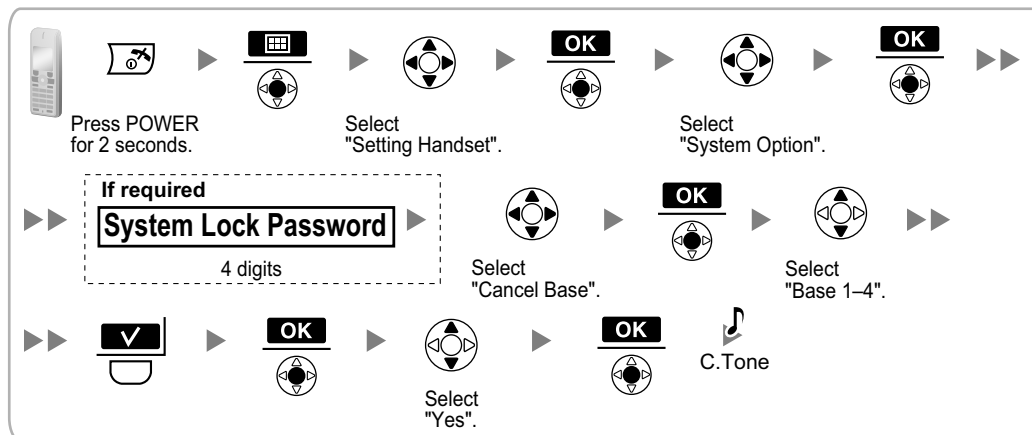 OK
OK
Press POWER
for 2 seconds.
Select
"Setting Handset".
Select
"System Option".
If required
System Lock Password
4 digits
OK
Select
"Cancel Base".
Select
"Base 1–4".
OK
OK
C.Tone
Select
"Yes".